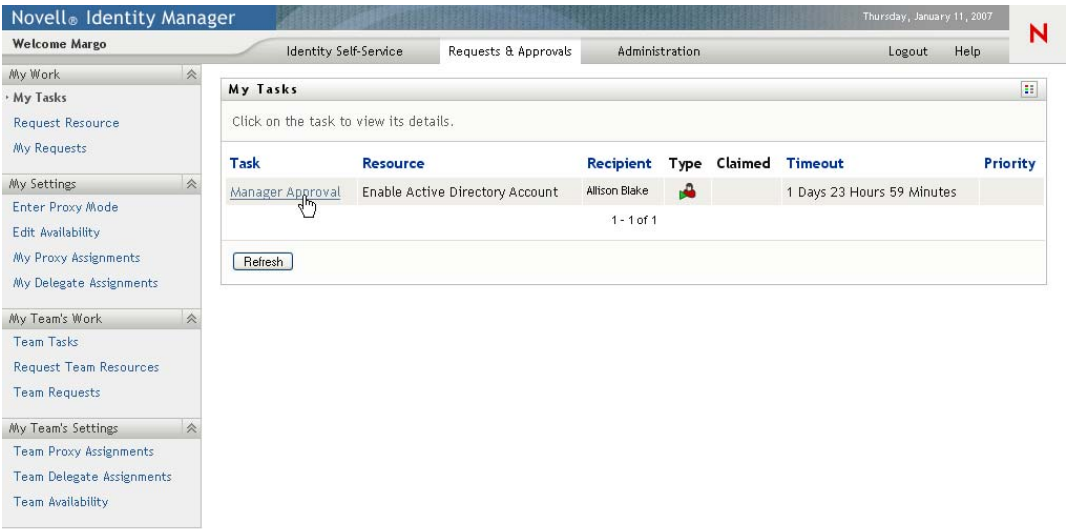 Novell® Identity Manager
Thursday, January 11, 2007
N
Welcome Margo
Identity Self-Service Requests & Approvals Administration Logout Help
My Work
My Tasks
Request Resource
My Requests
My Settings
Enter Proxy Mode
Edit Availability
My Proxy Assignments
My Delegate Assignments
My Team's Work
Team Tasks
Request Team Resources
Team Requests
My Team's Settings
Team Proxy Assignments
Team Delegate Assignments
Team Availability
My Tasks
Click on the task to view its details.
Task Resource Recipient Type Claimed Timeout Priority
Manager Approval Enable Active Directory Account Allison Blake 1 Days 23 Hours 59 Minutes
1 - 1 of 1
Refresh